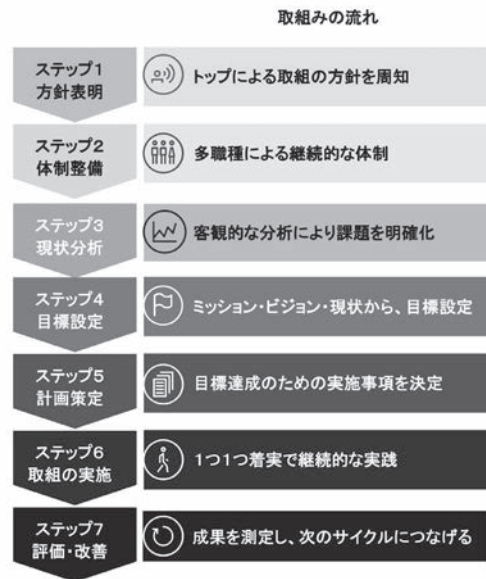 取組みの流れ
ステップ1
方針表明
トップによる取組の方針を周知
ステップ2
体制整備
多職種による継続的な体制
ステップ3
現状分析
客観的な分析により課題を明確化
ステップ4
目標設定
ミッション・ビジョン・現状から、目標設定
ステップ5
計画策定
目標達成のための実施事項を決定
ステップ6
取組の実施
1つ1つ着実で継続的な実践
ステップ7
評価・改善
成果を測定し、次のサイクルにつなげる